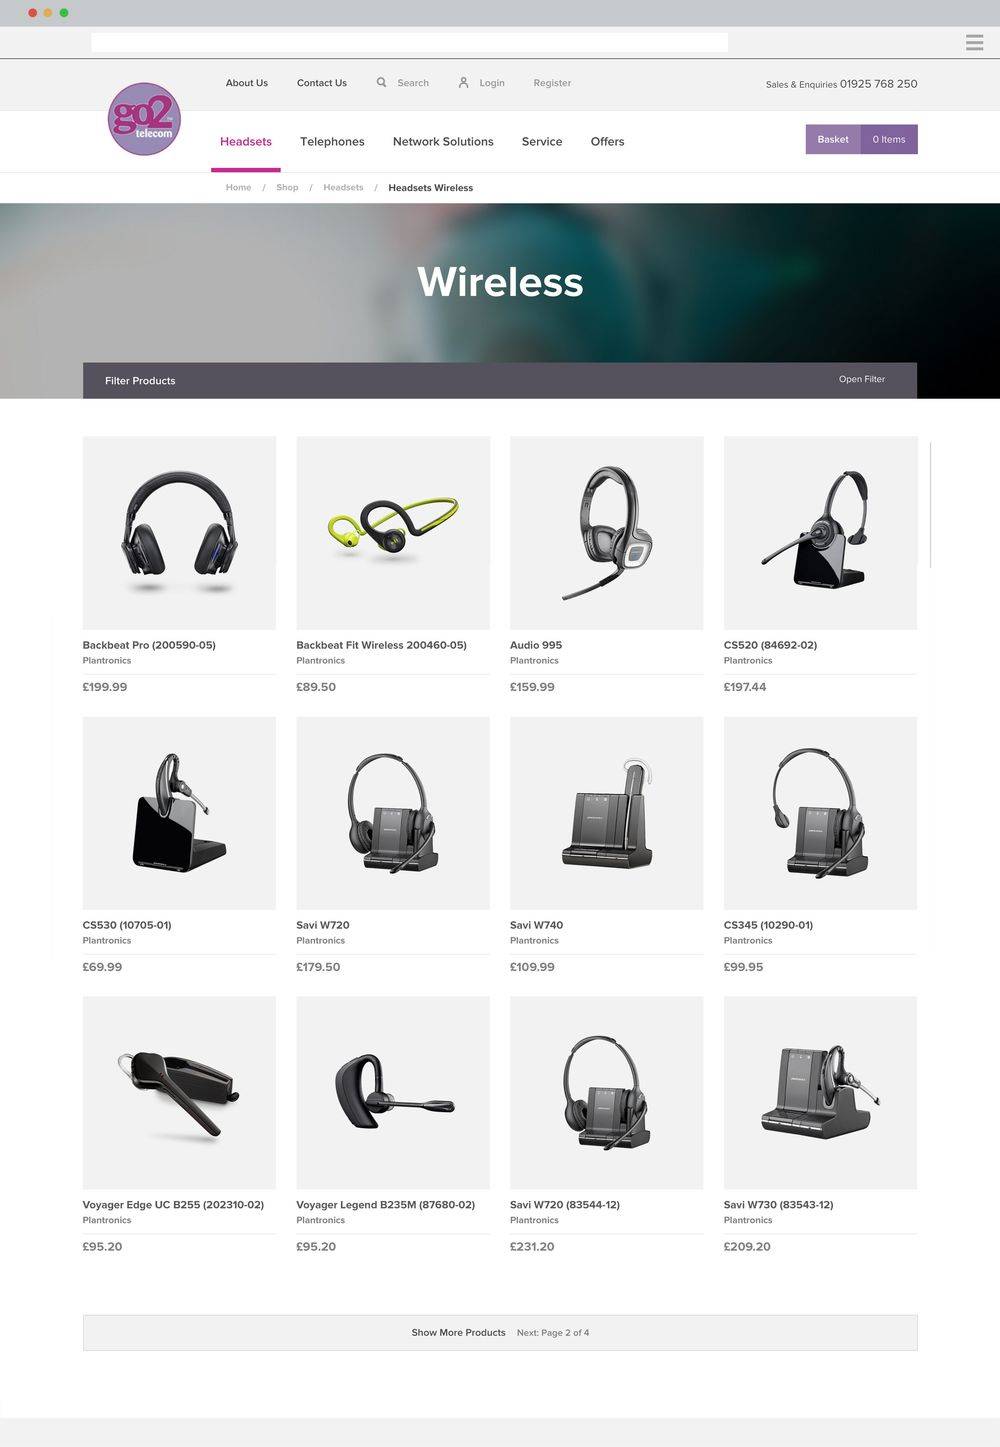 About Us Contact Us Search Login Register Sales & Enquiries 01925 768 250
go2
telecom
Headsets Telephones Network Solutions Service Offers Basket 0 Items
Home / Shop / Headsets / Headsets Wireless
Wireless
Filter Products Open Filter
Backbeat Pro (200590-05) Backbeat Fit Wireless 200460-05) Audio 995 CS520 (84692-02)
Plantronics Plantronics Plantronics Plantronics
£199.99 £89.50 £159.99 £197.44
CS530 (10705-01) Savi W720 Savi W740 CS345 (10290-01)
Plantronics Plantronics Plantronics Plantronics
£69.99 £179.50 £109.99 £99.95
Voyager Edge UC B255 (202310-02) Voyager Legend B235M (87680-02) Savi W720 (83544-12) Savi W730 (83543-12)
Plantronics Plantronics Plantronics Plantronics
£95.20 £95.20 £231.20 £209.20
Show More Products Next: Page 2 of 4